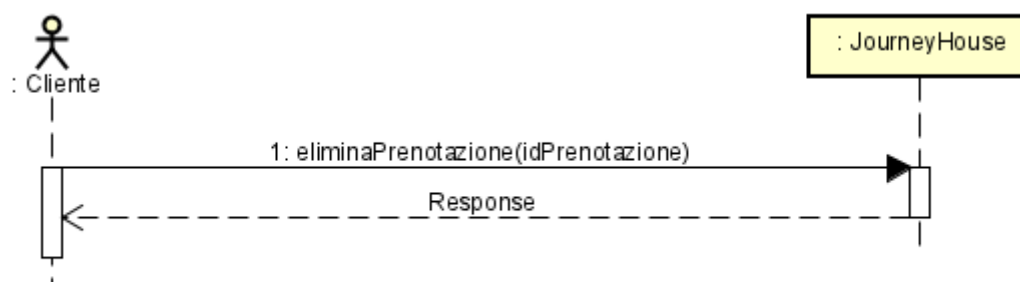 : JourneyHouse
: Cliente
1: eliminaPrenotazione(idPrenotazione)
Response